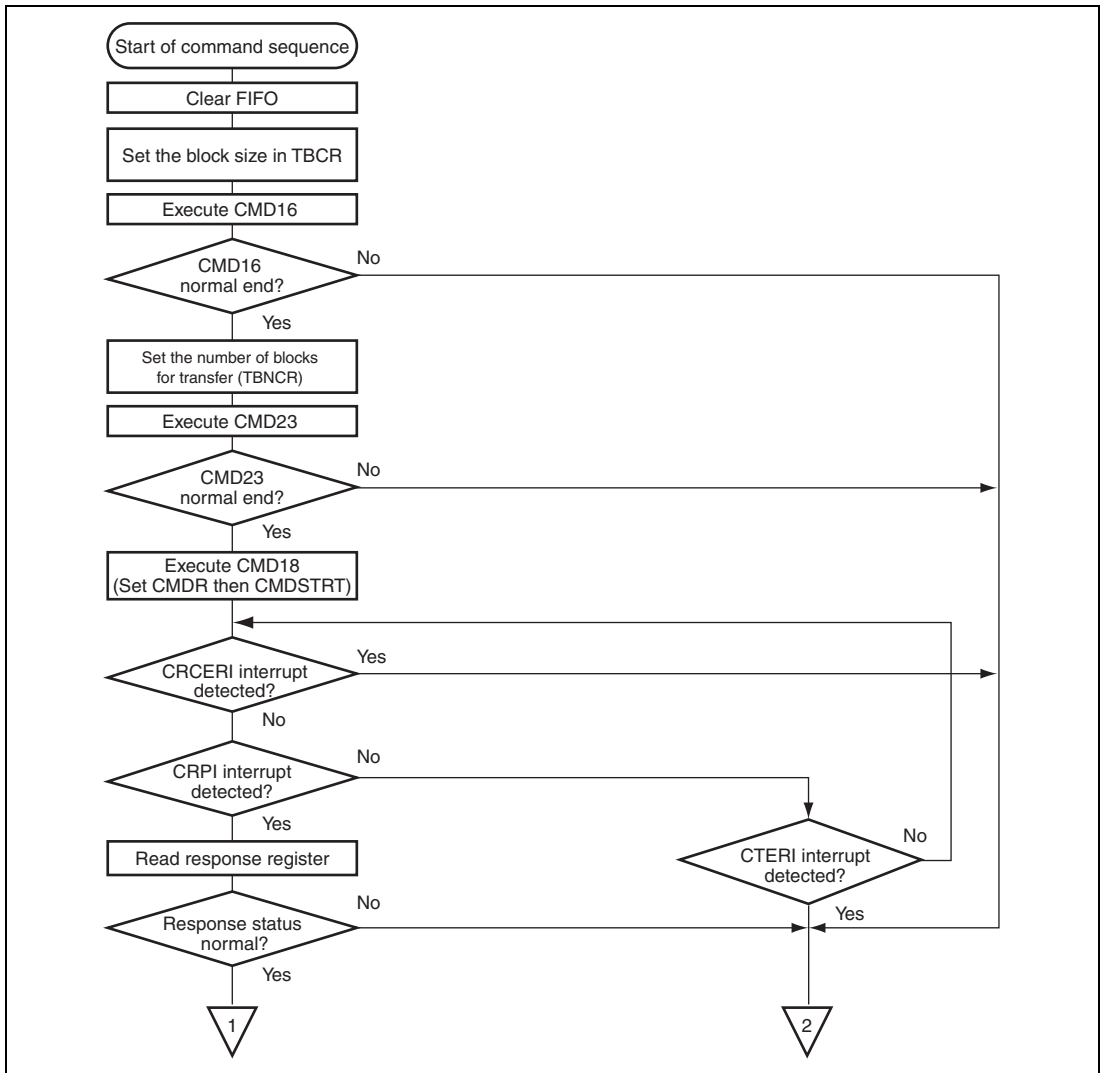 Start of command sequence
Clear FIFO
Set the block size in TBCR
Execute CMD16
CMD16
normal end?
No
Yes
Set the number of blocks
for transfer (TBNCR)
Execute CMD23
CMD23
normal end?
No
Yes
Execute CMD18
(Set CMDR then CMDSTRT)
CRCERI interrupt
detected?
Yes
No
CRPI interrupt
detected?
No
Yes
CTERI interrupt
detected?
No
Yes
Read response register
Response status
normal?
No
Yes
1
2